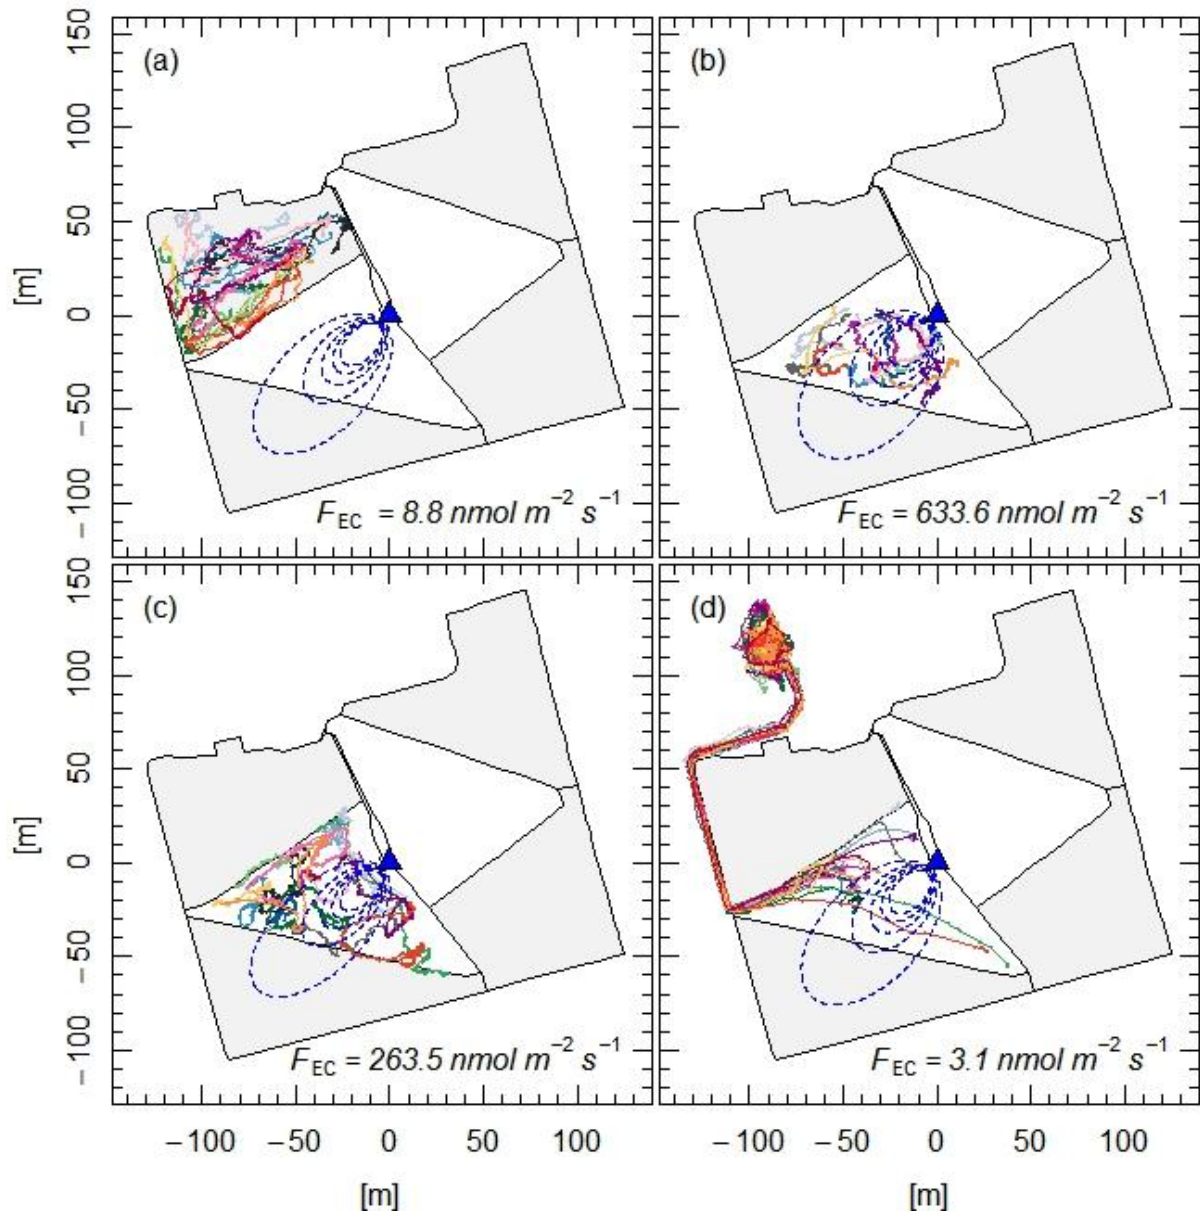 (a)
(b)
150
100
50
0
−50
−100
[m]
F_EC = 8.8 nmol m⁻² s⁻¹
F_EC = 633.6 nmol m⁻² s⁻¹
(c)
(d)
150
100
50
0
−50
−100
[m]
F_EC = 263.5 nmol m⁻² s⁻¹
F_EC = 3.1 nmol m⁻² s⁻¹
−100 −50 0 50 100
−100 −50 0 50 100
[m]
[m]